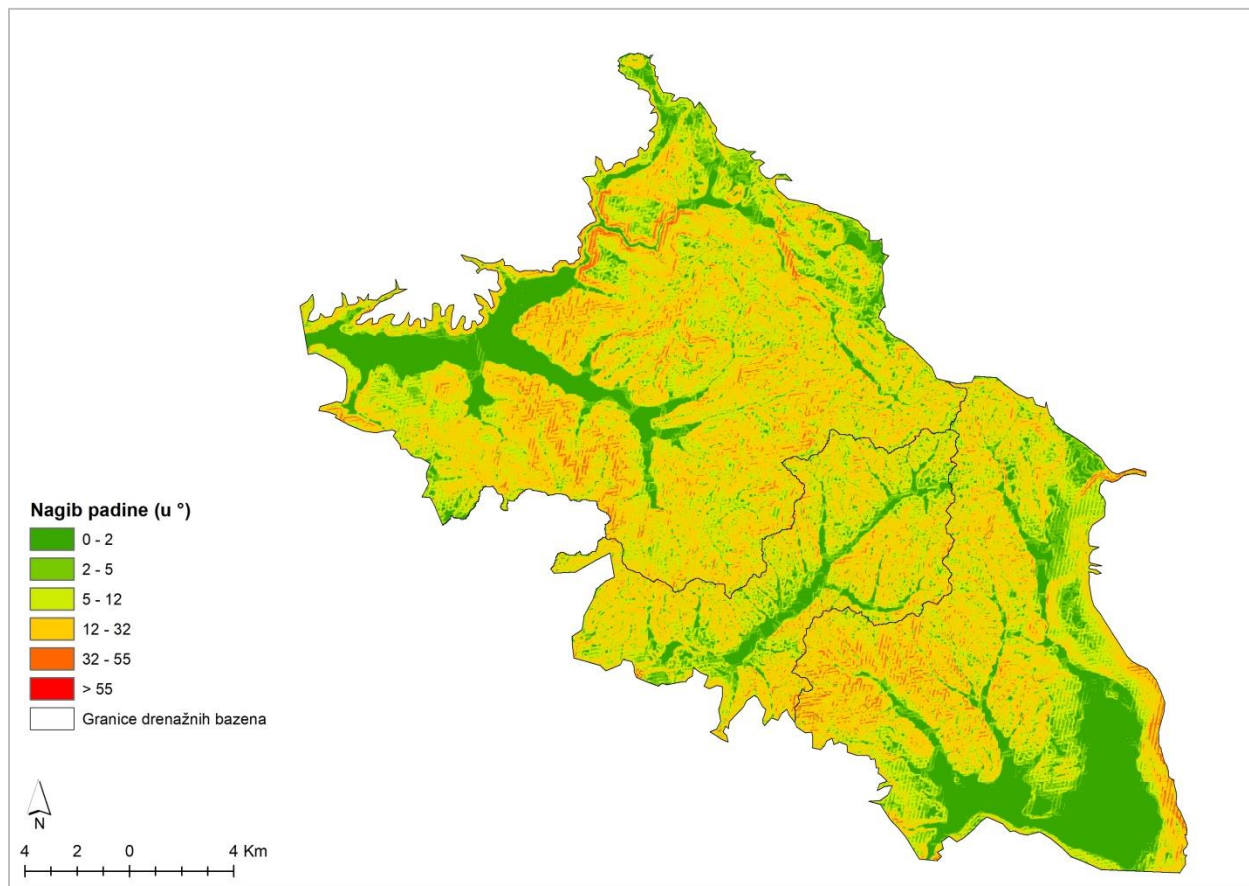 Nagib padine (u °)
0 - 2
2 - 5
5 - 12
12 - 32
32 - 55
> 55
Granice drenažnih bazena
N
4 2 0 4 Km